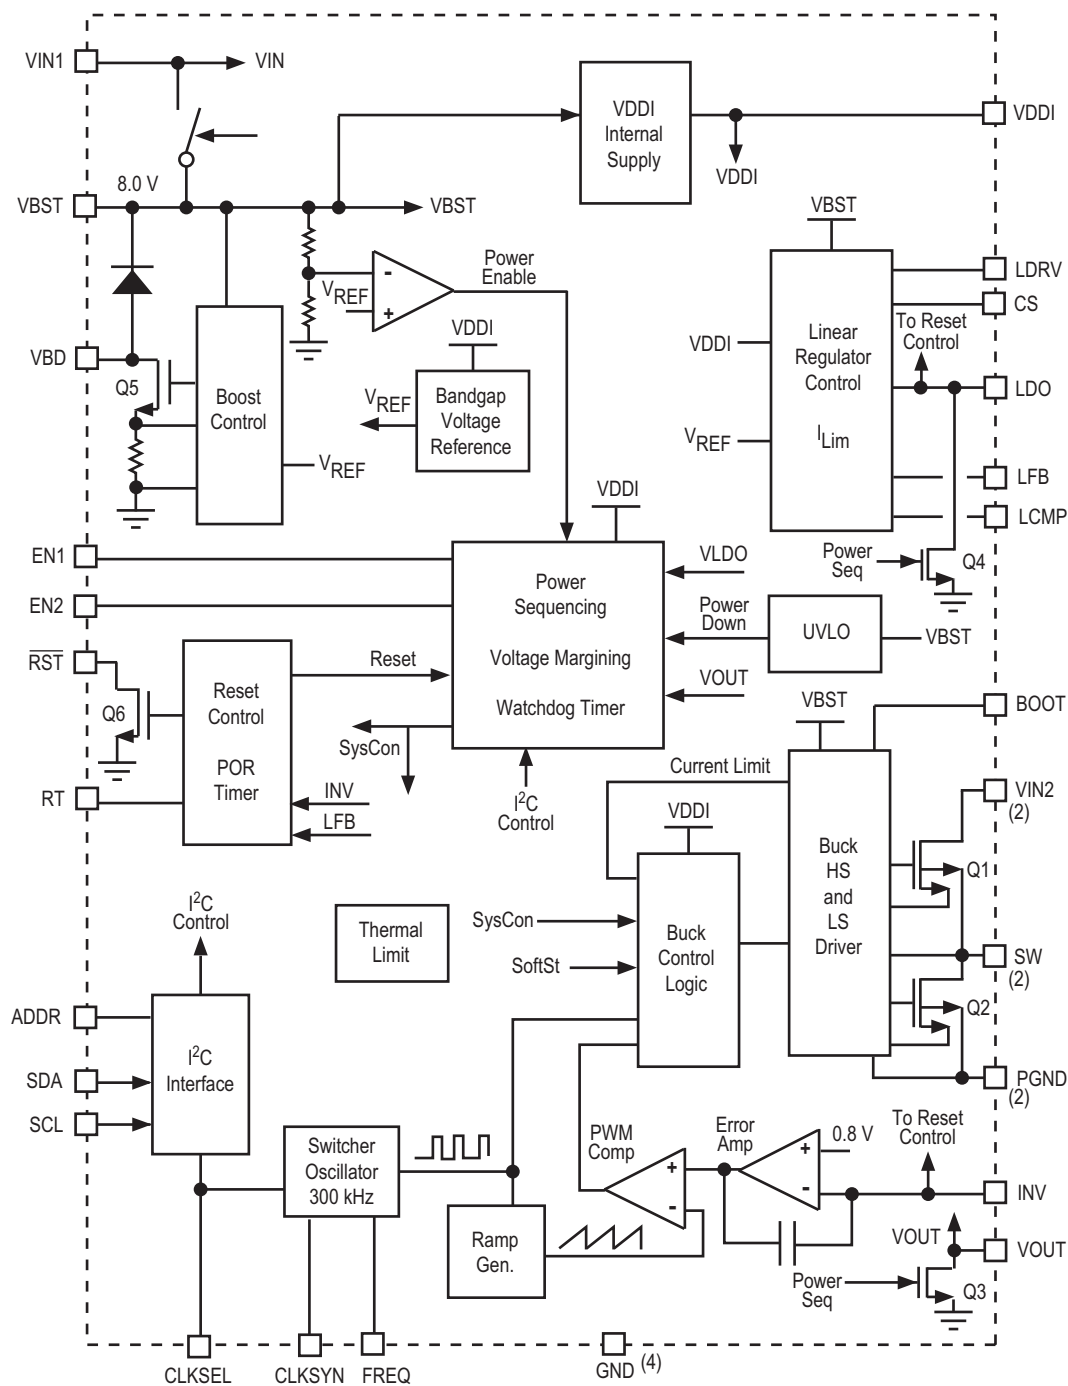 VIN1
VIN
VDDI
Internal
Supply
VDDI
VDDI
8.0 V
VBST
VBST
VBST
Power
Enable
-
+
VREF
LDRV
CS
To Reset
Control
VDDI
Linear
Regulator
Control
ILim
VDDI
VREF
LDO
LFB
LCMP
VBD
Q5
Boost
Control
VREF
VREF
Bandgap
Voltage
Reference
VDDI
EN1
EN2
Power
Sequencing
Voltage Margining
Watchdog Timer
VLDO
Power
Down
UVLO
VBST
VOUT
Power
Seq
Q4
RST
Q6
Reset
Control
POR
Timer
Reset
SysCon
I2C
Control
RT
INV
LFB
VBST
BOOT
Current Limit
VDDI
VIN2
(2)
Buck
HS
and
LS
Driver
Q1
I2C
Control
Thermal
Limit
SysCon
SoftSt
Buck
Control
Logic
SW
(2)
Q2
ADDR
SDA
SCL
I2C
Interface
PGND
(2)
Switcher
Oscillator
300 kHz
PWM
Comp
+
-
Error
Amp
+
-
0.8 V
To Reset
Control
INV
Ramp
Gen.
VOUT
VOUT
Power
Seq
Q3
CLKSEL
CLKSYN
FREQ
GND (4)